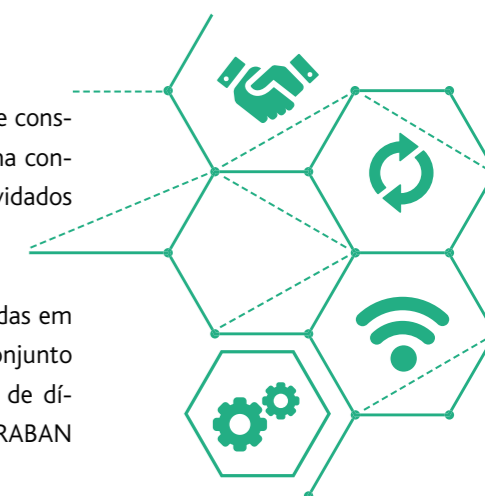 e cons-
na con-
vidados
das em
onjunto
de dí-
RABAN